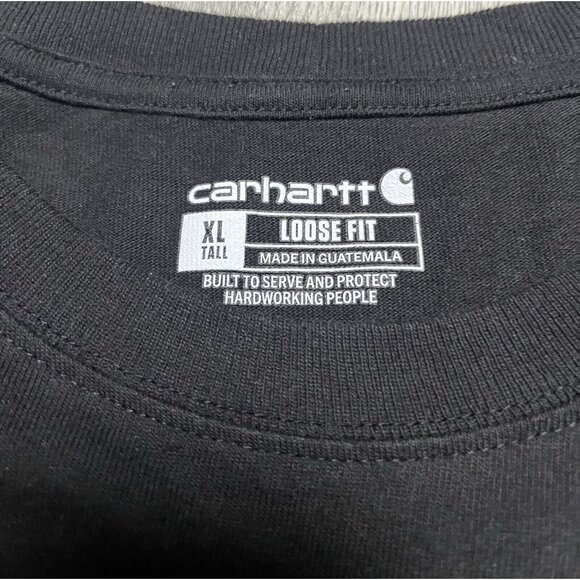 carhartt
XL
TALL
LOOSE FIT
MADE IN GUATEMALA
BUILT TO SERVE AND PROTECT
HARDWORKING PEOPLE